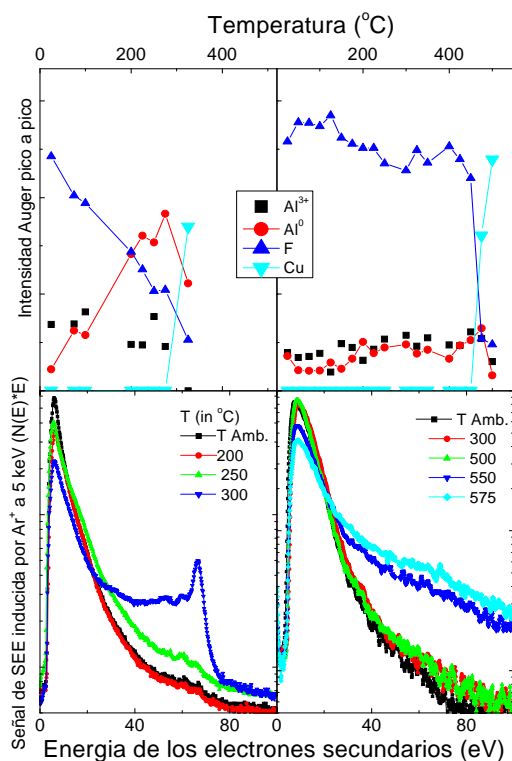 Temperatura (°C)
0 200 400 0 200 400
Intensidad Auger pico a pico
Al³⁺
Al⁰
F
Cu
T (in °C)
T Amb.
200
250
300
T Amb.
300
500
550
575
Señal de SEE inducida por Ar⁺ a 5 keV (N(E)*E)
0 40 80 0 40 80
Energia de los electrones secundarios (eV)